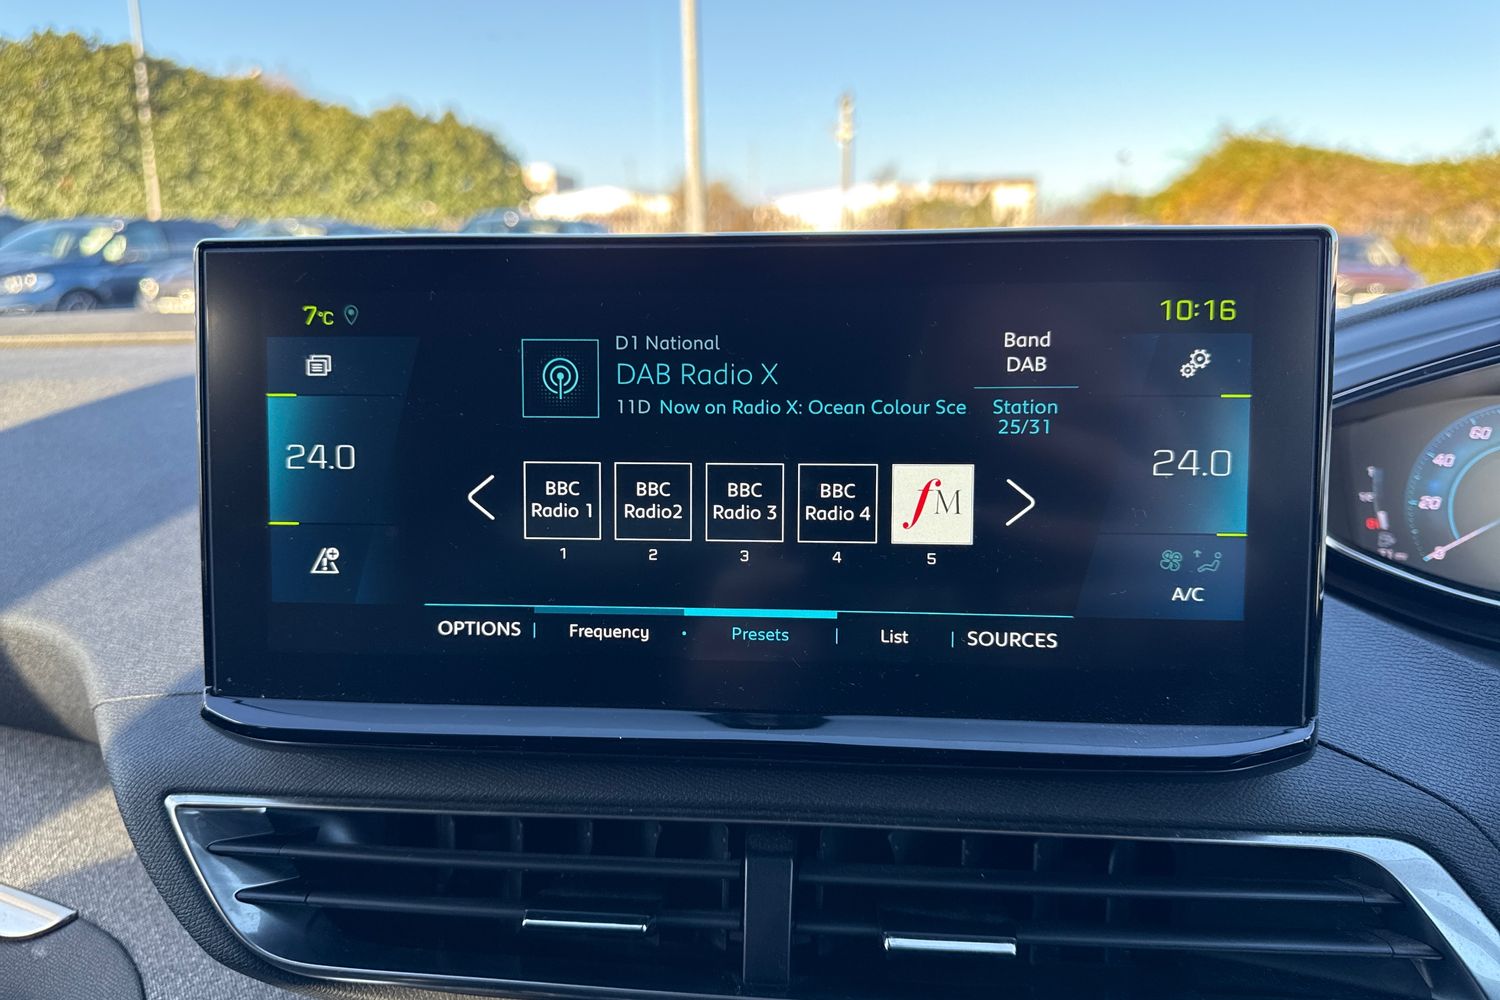 7°C
10:16
D1 National
DAB Radio X
11D Now on Radio X: Ocean Colour Sce
Band
DAB
Station
25/31
24.0
24.0
BBC
Radio 1
BBC
Radio2
BBC
Radio 3
BBC
Radio 4
fM
1
2
3
4
5
A/C
OPTIONS
Frequency
Presets
List
SOURCES
60
40
20
0